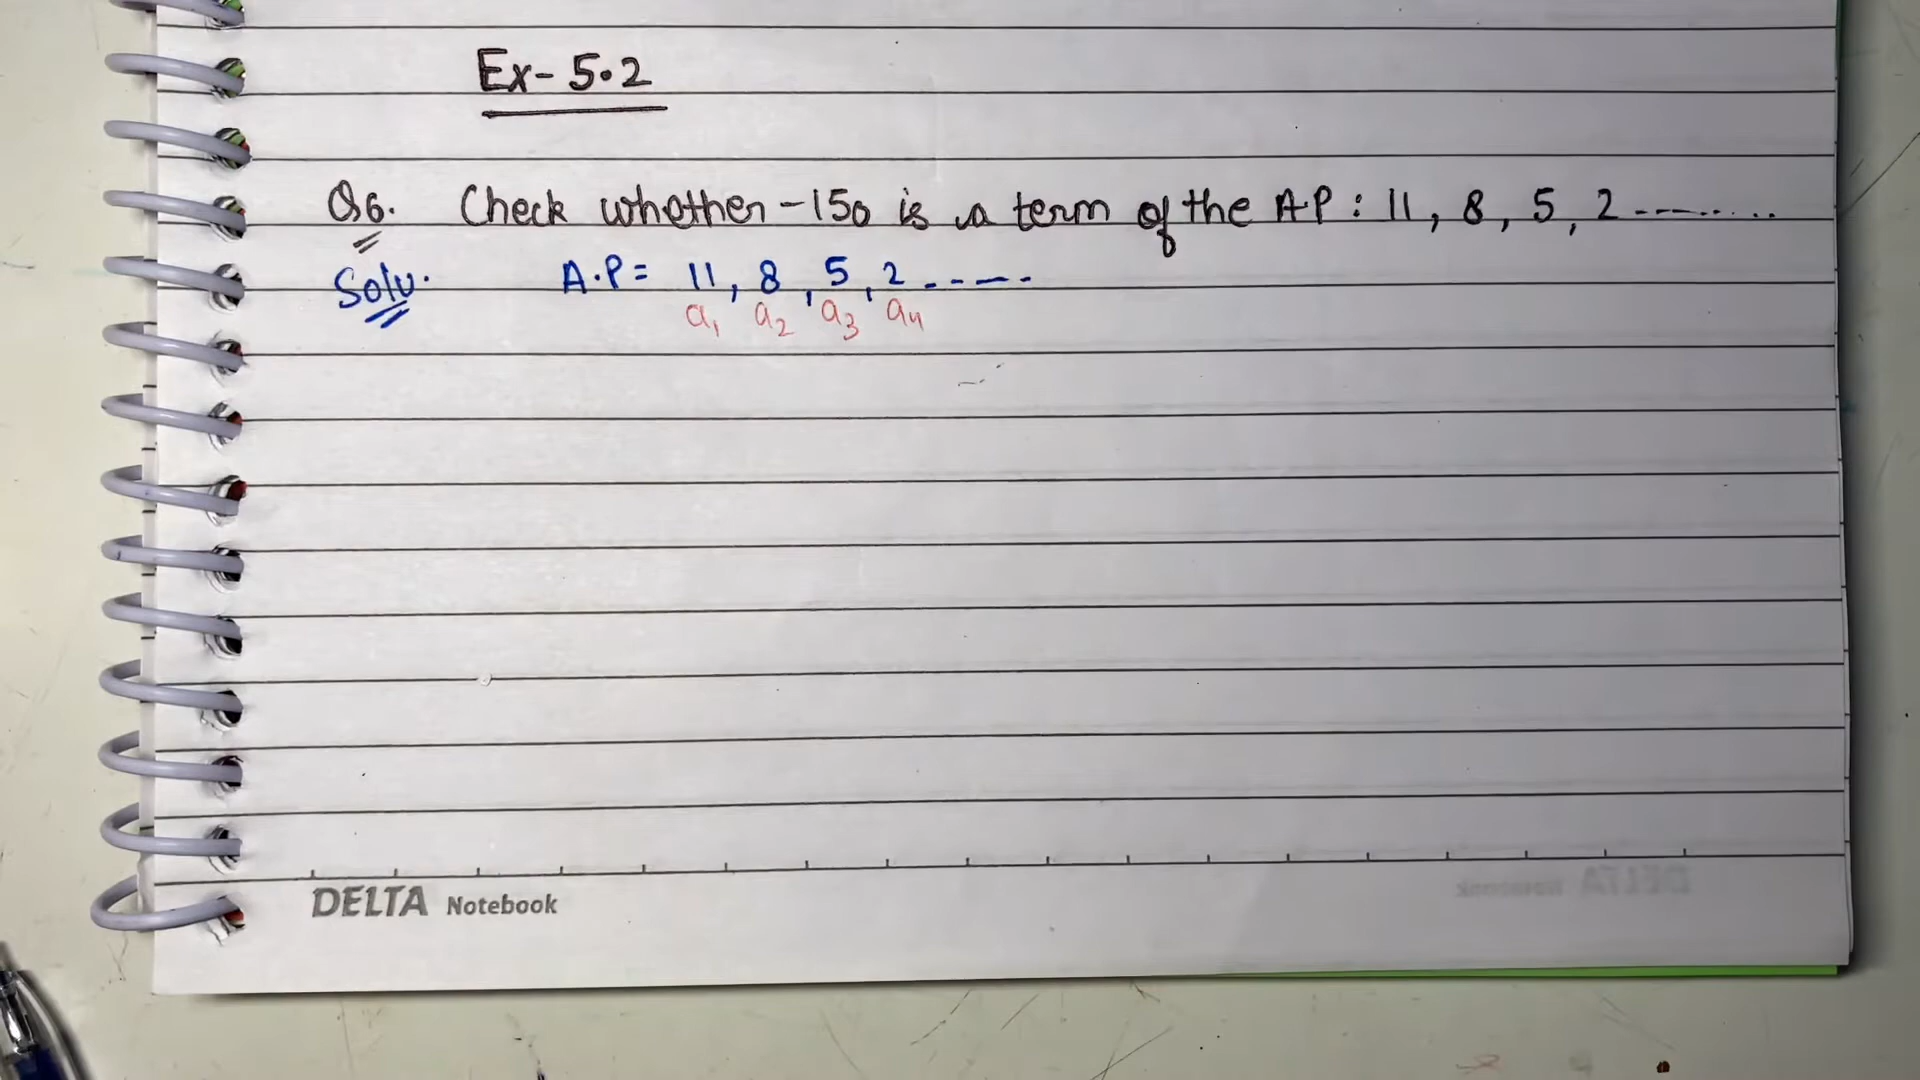 Ex- 5.2
Q6. Check whether -150 is a term of the A.P: 11, 8, 5, 2 --------
Solu. A.P = 11, 8, 5, 2 -----
a₁ a₂ a₃ a₄
DELTA Notebook